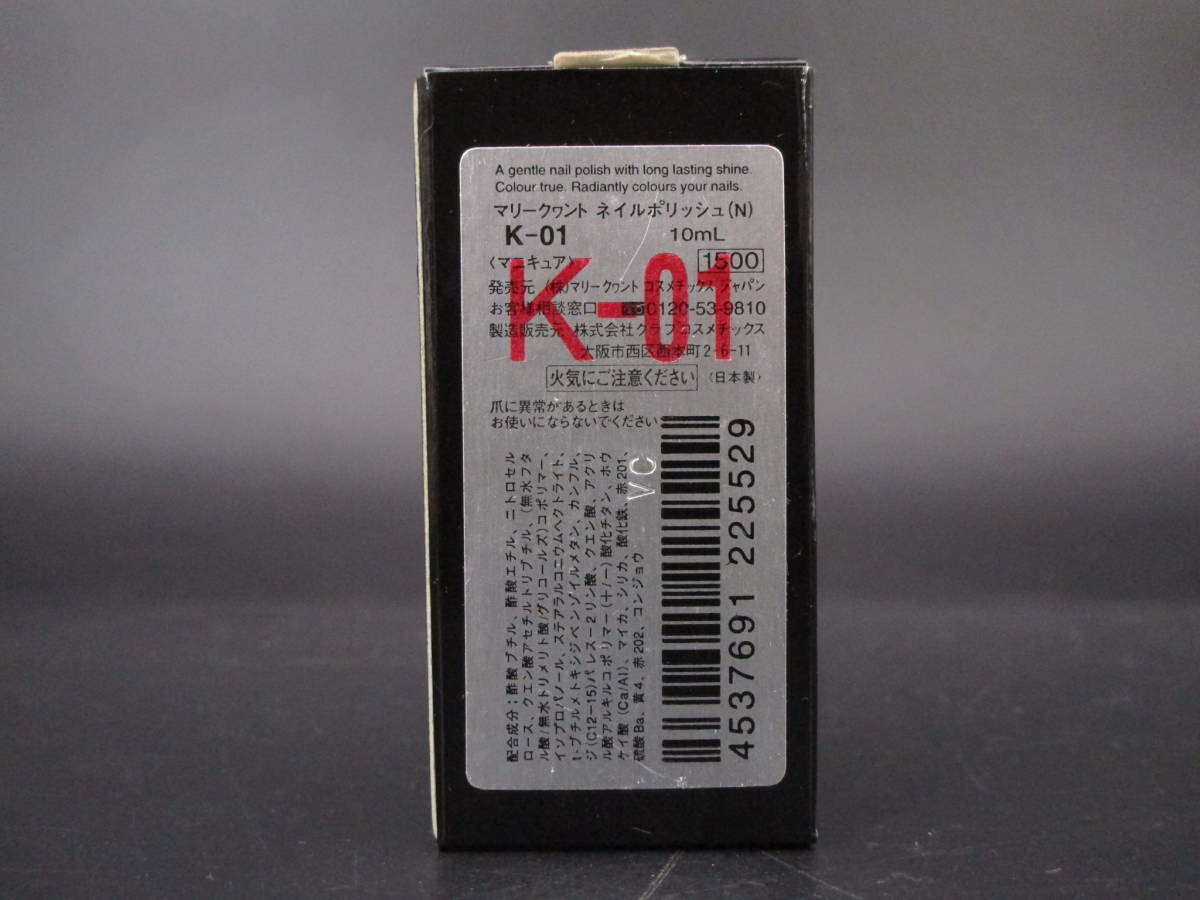 A gentle nail polish with long lasting shine.
Colour true. Radiantly colours your nails.
マリークヮント ネイルポリッシュ(N)
K-01 10mL
〈マニキュア〉 1500
K-01
発売元 (株)マリークヮント コスメチックス ジャパン
お客様相談窓口 0120-53-9810
製造販売元 株式会社クラブコスメチックス
大阪市西区西本町2-6-11
火気にご注意ください 〈日本製〉
爪に異常があるときは
お使いにならないでください。
配合成分；酢酸ブチル、酢酸エチル、ニトロセル
ロース、クエン酸アセチルトリブチル、(無水フタ
ル酸/無水トリメリト酸/グリコールズ)コポリマー、
イソプロパノール、ステアラルコニウムヘクトライト、
t-ブチルメトキシジベンゾイルメタン、カンフル、
ジ(C12-15)パレス-2リン酸、クエン酸、アクリ
ル酸アルキルコポリマー(+/-)酸化チタン、ホウ
ケイ酸(Ca/Al)、マイカ、シリカ、酸化鉄、赤201、
硫酸Ba、黄4、赤202、コンジョウ
VC
4537691 225529